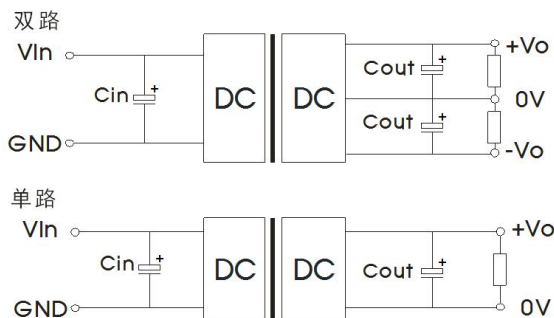 双路
VIn
+Vo
Cin
+
DC
DC
Cout
+
0V
Cout
+
GND
-Vo
单路
VIn
+Vo
Cin
+
DC
DC
Cout
+
GND
0V